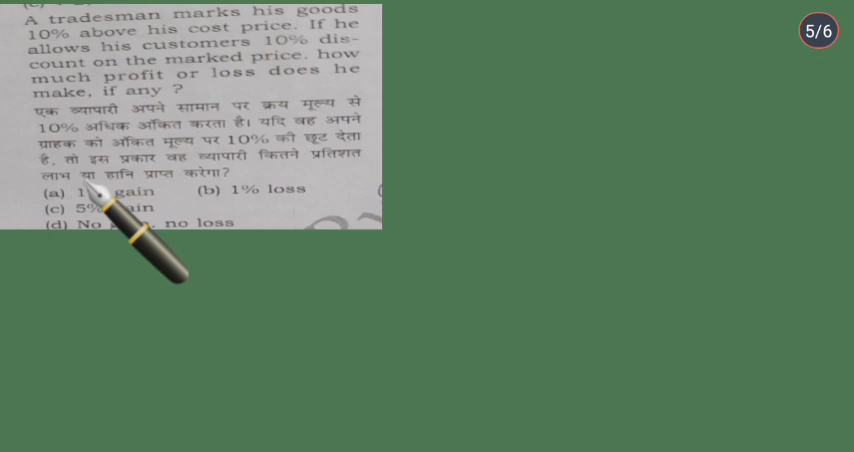 A tradesman marks his goods
10% above his cost price. If he
allows his customers 10% dis-
count on the marked price. how
much profit or loss does he
make, if any ?
एक व्यापारी अपने सामान पर क्रय मूल्य से
10% अधिक अंकित करता है। यदि वह अपने
ग्राहक को अंकित मूल्य पर 10% की छूट देता
है, तो इस प्रकार वह व्यापारी कितने प्रतिशत
लाभ या हानि प्राप्त करेगा?
(a) 1% gain (b) 1% loss
(c) 5%
(d) No no loss
5/6